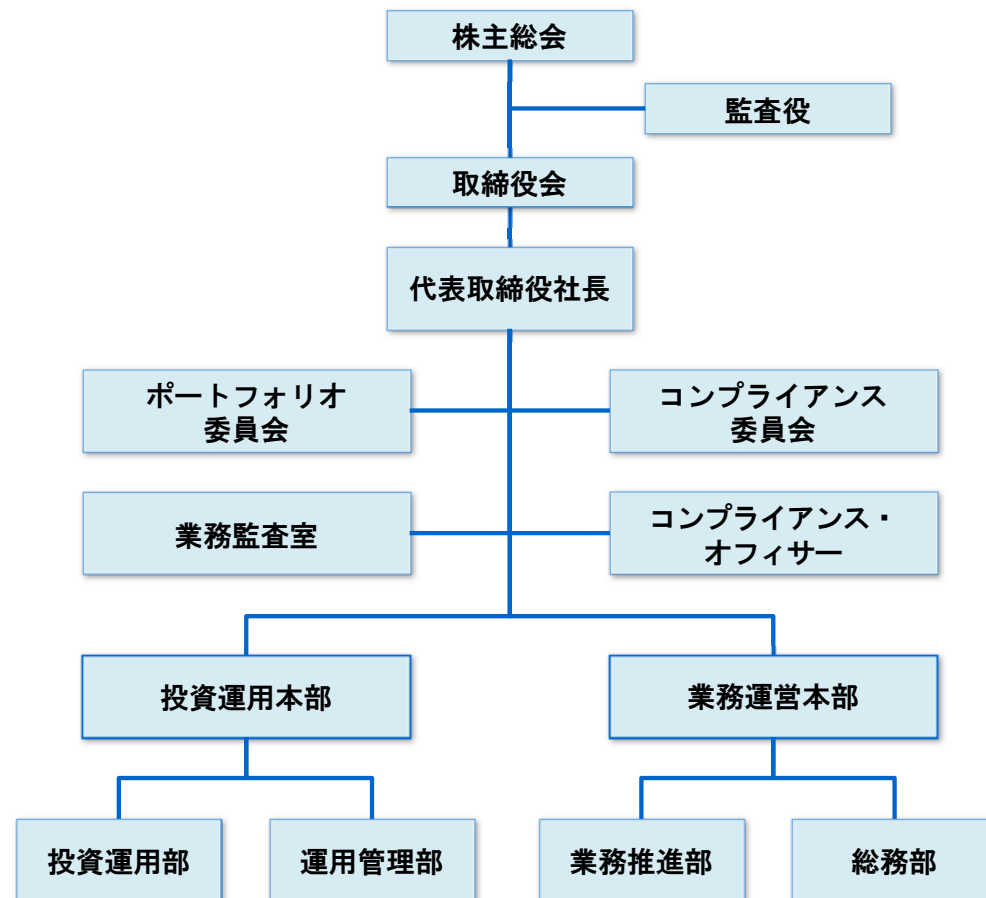 株主総会
監査役
取締役会
代表取締役社長
ポートフォリオ
委員会
コンプライアンス
委員会
業務監査室
コンプライアンス・
オフィサー
投資運用本部
業務運営本部
投資運用部
運用管理部
業務推進部
総務部